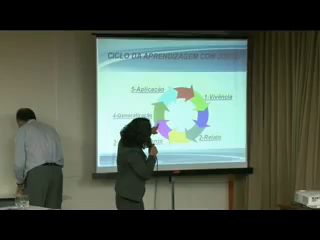 CICLO DA APRENDIZAGEM COM JOGOS
5-Aplicação
1-Vivência
4-Generalização
2-Relato